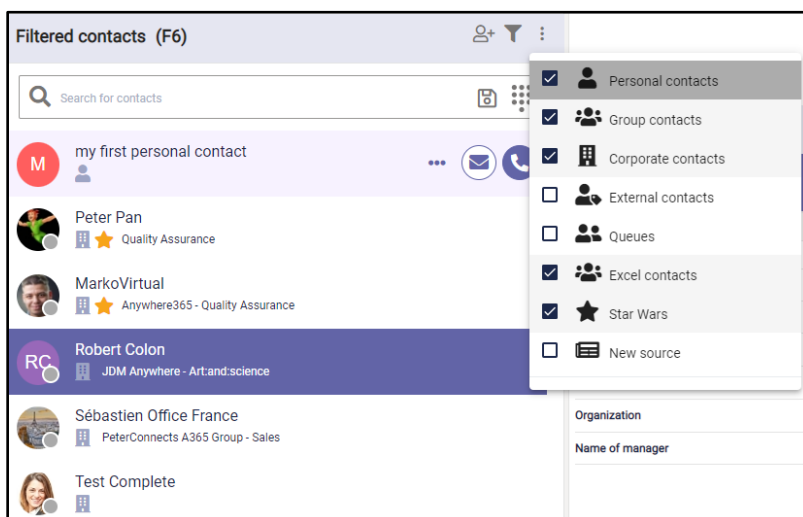 Filtered contacts (F6)
Search for contacts
M
my first personal contact
Peter Pan
Quality Assurance
MarkoVirtual
Anywhere365 - Quality Assurance
RC
Robert Colon
JDM Anywhere - Art:and:science
Sébastien Office France
PeterConnects A365 Group - Sales
Test Complete
Personal contacts
Group contacts
Corporate contacts
External contacts
Queues
Excel contacts
Star Wars
New source
Organization
Name of manager